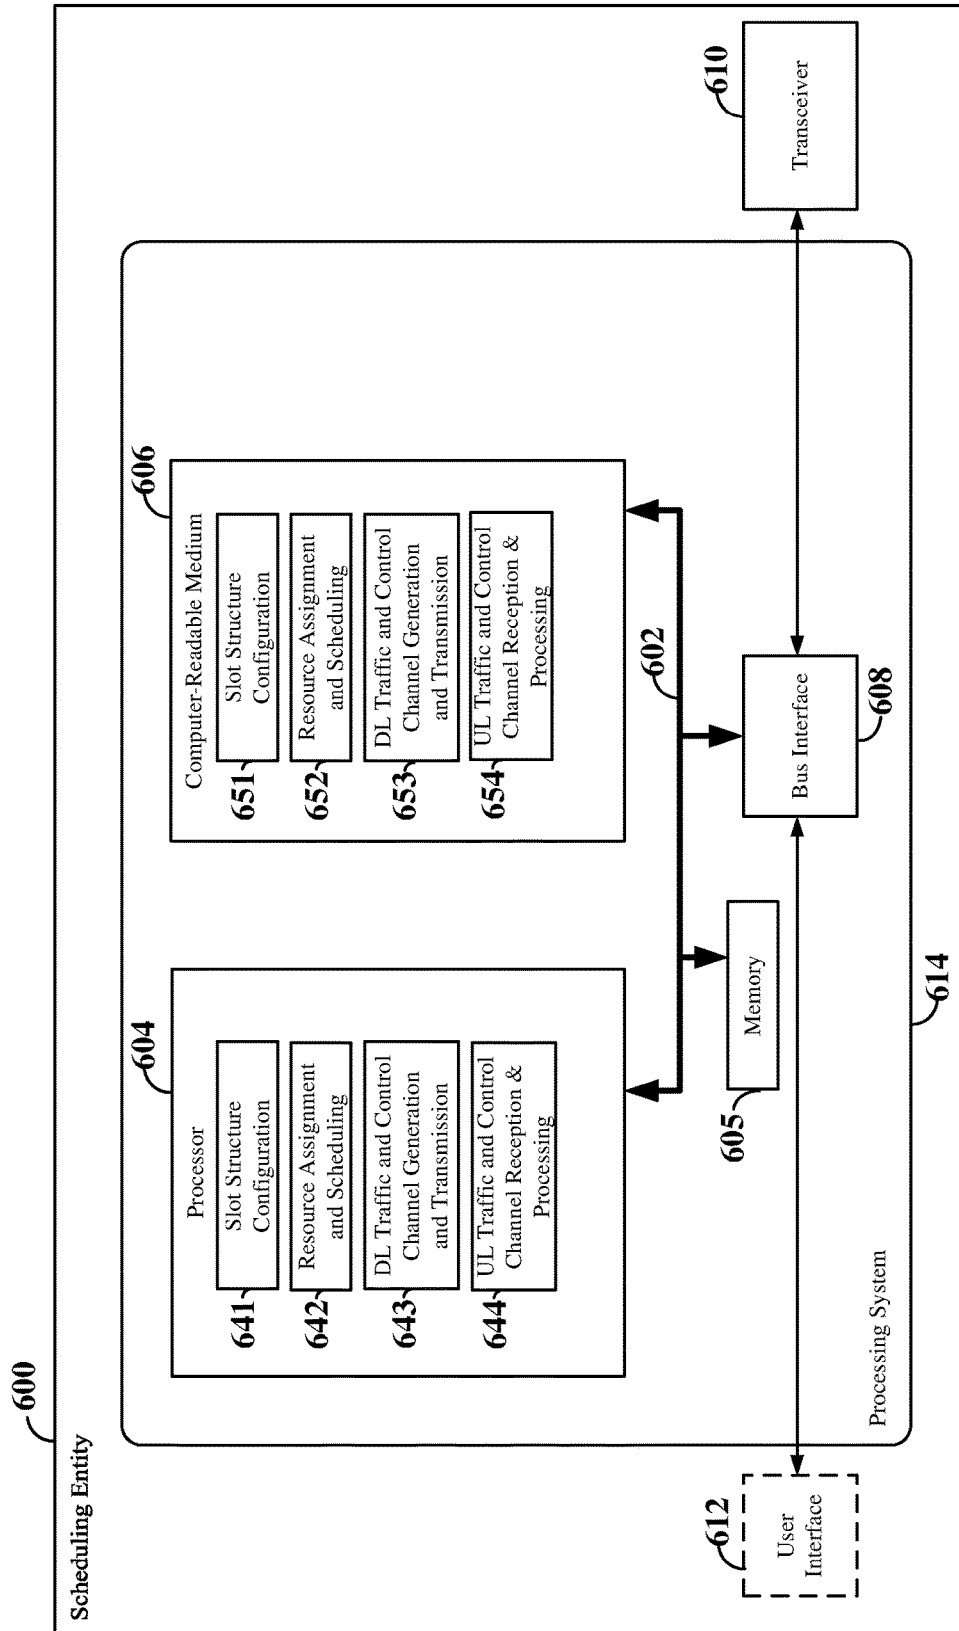 600
Scheduling Entity
604
Processor
641
Slot Structure
Configuration
642
Resource Assignment
and Scheduling
643
DL Traffic and Control
Channel Generation
and Transmission
644
UL Traffic and Control
Channel Reception &
Processing
606
Computer-Readable Medium
651
Slot Structure
Configuration
652
Resource Assignment
and Scheduling
653
DL Traffic and Control
Channel Generation
and Transmission
654
UL Traffic and Control
Channel Reception &
Processing
602
605
Memory
612
User
Interface
Bus Interface
608
610
Transceiver
Processing System
614